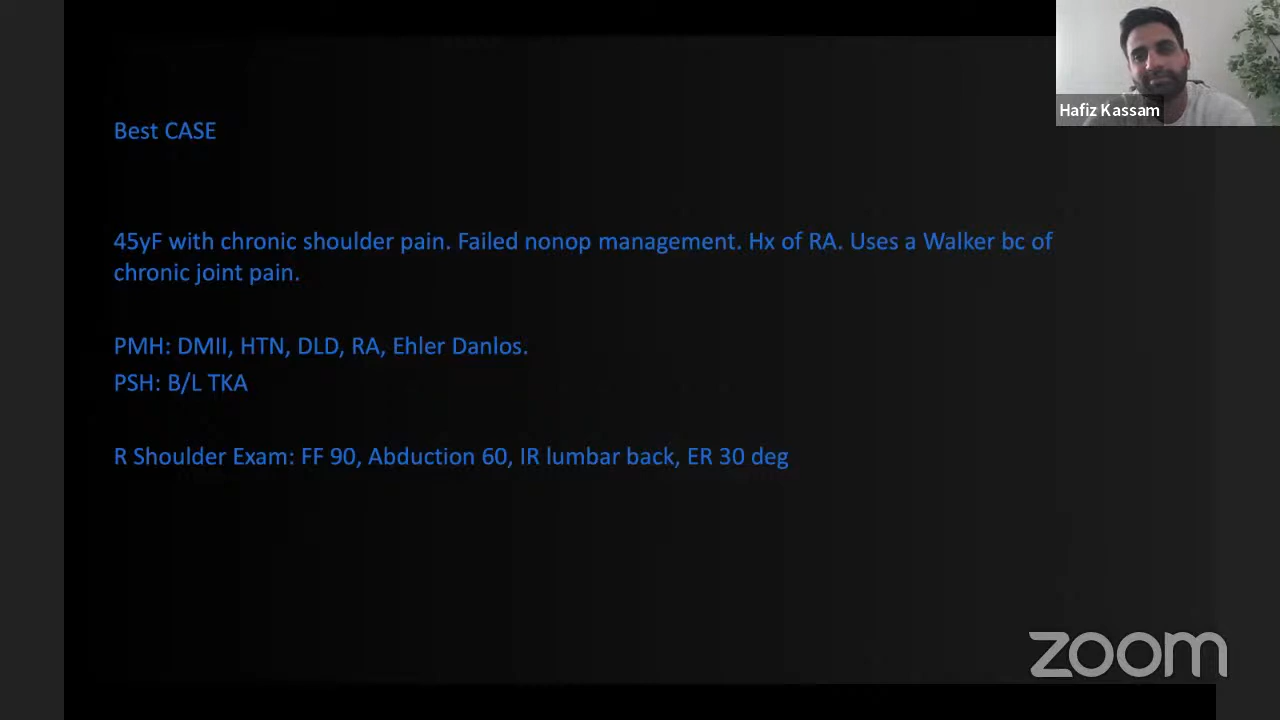 Hafiz Kassam
Best CASE
45yF with chronic shoulder pain. Failed nonop management. Hx of RA. Uses a Walker bc of
chronic joint pain.
PMH: DMII, HTN, DLD, RA, Ehler Danlos.
PSH: B/L TKA
R Shoulder Exam: FF 90, Abduction 60, IR lumbar back, ER 30 deg
zoom